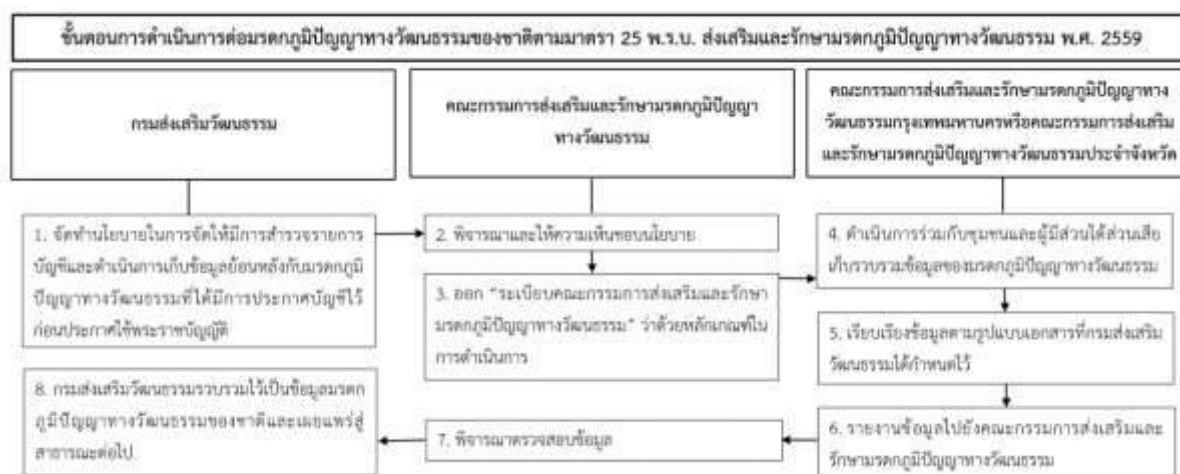 ขั้นตอนการดำเนินการต่อมรดกภูมิปัญญาทางวัฒนธรรมของชาติตามมาตรา 25 พ.ร.บ. ส่งเสริมและรักษามรดกภูมิปัญญาทางวัฒนธรรม พ.ศ. 2559
กรมส่งเสริมวัฒนธรรม
คณะกรรมการส่งเสริมและรักษามรดกภูมิปัญญา
ทางวัฒนธรรม
คณะกรรมการส่งเสริมและรักษามรดกภูมิปัญญาทาง
วัฒนธรรมกรุงเทพมหานครหรือคณะกรรมการส่งเสริม
และรักษามรดกภูมิปัญญาทางวัฒนธรรมประจำจังหวัด
1. จัดทำนโยบายในการจัดให้มีการสำรวจรายการ
บัญชีและดำเนินการเก็บข้อมูลย้อนหลังกับมรดกภูมิ
ปัญญาทางวัฒนธรรมที่ได้มีการประกาศบัญชีไว้
ก่อนประกาศใช้พระราชบัญญัติ
2. พิจารณาและให้ความเห็นชอบนโยบาย
3. ออก “ระเบียบคณะกรรมการส่งเสริมและรักษา
มรดกภูมิปัญญาทางวัฒนธรรม” ว่าด้วยหลักเกณฑ์ใน
การดำเนินการ
4. ดำเนินการร่วมกับชุมชนและผู้มีส่วนได้ส่วนเสีย
เก็บรวบรวมข้อมูลของมรดกภูมิปัญญาทางวัฒนธรรม
5. เรียบเรียงข้อมูลตามรูปแบบเอกสารที่กรมส่งเสริม
วัฒนธรรมได้กำหนดไว้
6. รายงานข้อมูลไปยังคณะกรรมการส่งเสริมและ
รักษามรดกภูมิปัญญาทางวัฒนธรรม
7. พิจารณาตรวจสอบข้อมูล
8. กรมส่งเสริมวัฒนธรรมรวบรวมไว้เป็นข้อมูลมรดก
ภูมิปัญญาทางวัฒนธรรมของชาติและเผยแพร่สู่
สาธารณะต่อไป